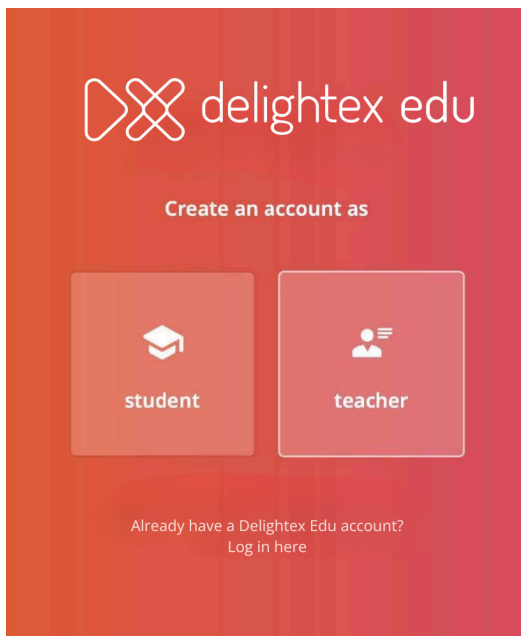 delightex edu
Create an account as
student
teacher
Already have a Delightex Edu account?
Log in here